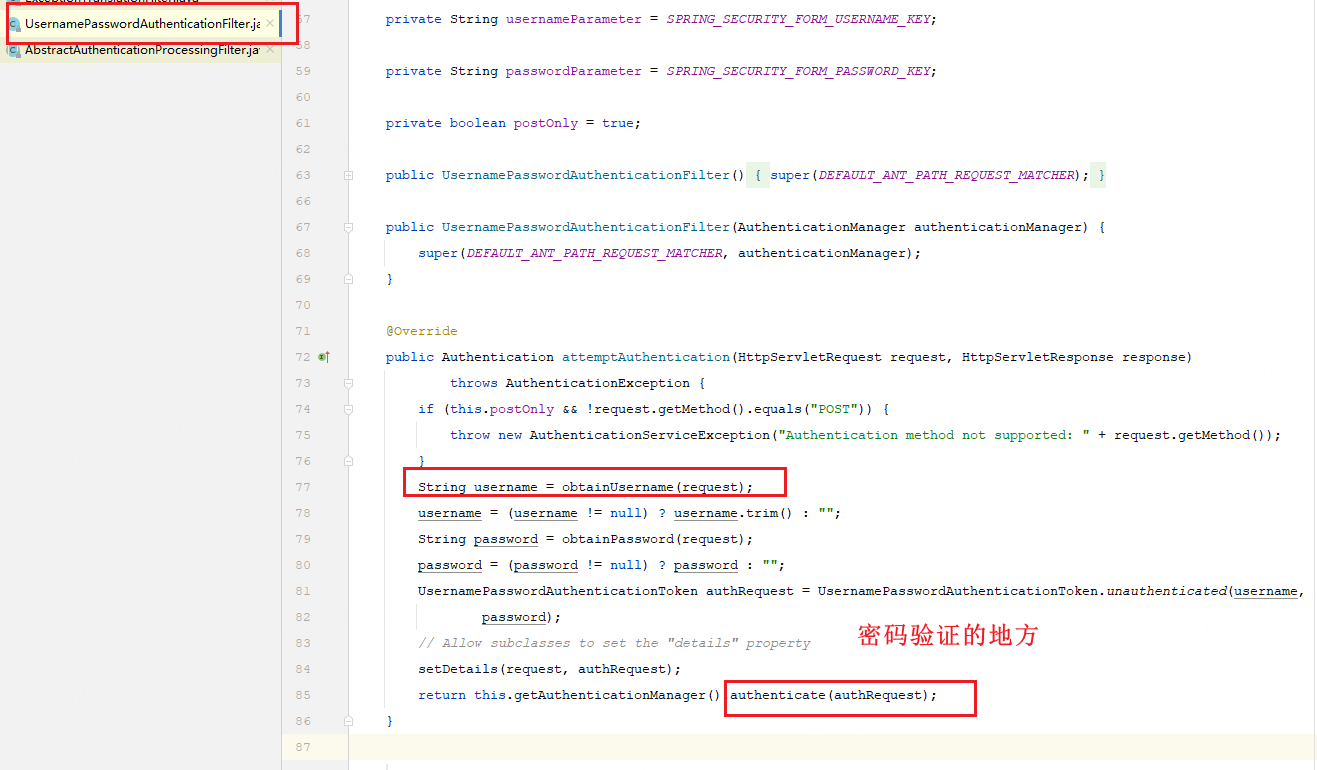 UsernamePasswordAuthenticationFilter.ja
AbstractAuthenticationProcessingFilter.ja
57 private String usernameParameter = SPRING_SECURITY_FORM_USERNAME_KEY;
58
59 private String passwordParameter = SPRING_SECURITY_FORM_PASSWORD_KEY;
60
61 private boolean postOnly = true;
62
63 public UsernamePasswordAuthenticationFilter() { super(DEFAULT_ANT_PATH_REQUEST_MATCHER); }
66
67 public UsernamePasswordAuthenticationFilter(AuthenticationManager authenticationManager) {
68 super(DEFAULT_ANT_PATH_REQUEST_MATCHER, authenticationManager);
69 }
70
71 @Override
72 public Authentication attemptAuthentication(HttpServletRequest request, HttpServletResponse response)
73 throws AuthenticationException {
74 if (this.postOnly && !request.getMethod().equals("POST")) {
75 throw new AuthenticationServiceException("Authentication method not supported: " + request.getMethod());
76 }
77 String username = obtainUsername(request);
78 username = (username != null) ? username.trim() : "";
79 String password = obtainPassword(request);
80 password = (password != null) ? password : "";
81 UsernamePasswordAuthenticationToken authRequest = UsernamePasswordAuthenticationToken.unauthenticated(username,
82 password);
83 // Allow subclasses to set the "details" property
密码验证的地方
84 setDetails(request, authRequest);
85 return this.getAuthenticationManager().authenticate(authRequest);
86 }
87